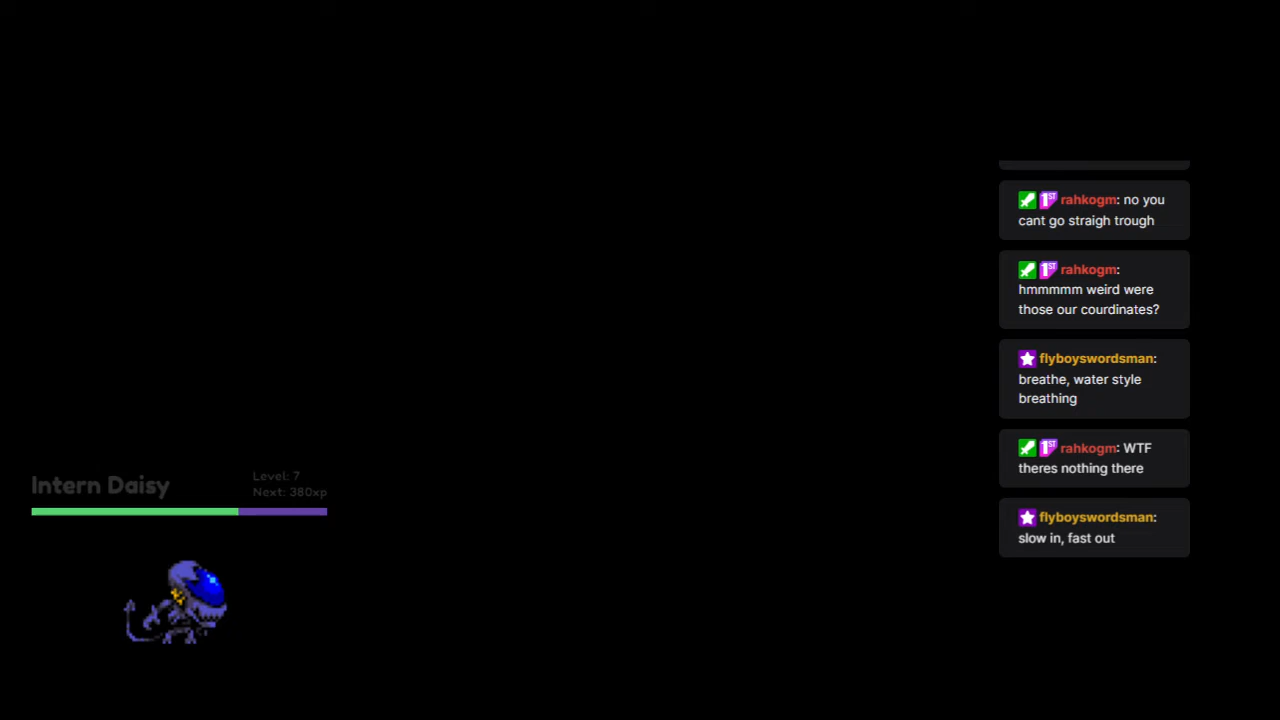 rahkogm: no you
cant go straigh trough
rahkogm:
hmmmmm weird were
those our courdinates?
flyboyswordsman:
breathe, water style
breathing
rahkogm: WTF
theres nothing there
flyboyswordsman:
slow in, fast out
Intern Daisy
Level: 7
Next: 380xp